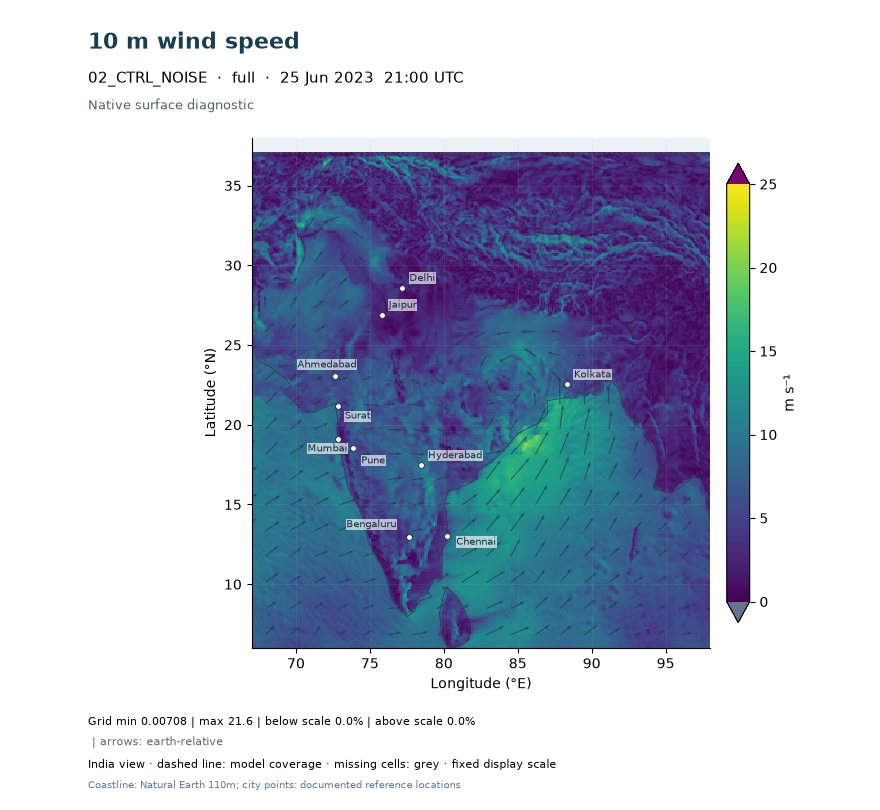 10 m wind speed
02_CTRL_NOISE · full · 25 Jun 2023 21:00 UTC
Native surface diagnostic
35
30
25
20
15
10
Latitude (°N)
Delhi
Jaipur
Ahmedabad
Kolkata
Surat
Mumbai
Pune
Hyderabad
Bengaluru
Chennai
70 75 80 85 90 95
Longitude (°E)
25
20
15
10
5
0
m s⁻¹
Grid min 0.00708 | max 21.6 | below scale 0.0% | above scale 0.0%
| arrows: earth-relative
India view · dashed line: model coverage · missing cells: grey · fixed display scale
Coastline: Natural Earth 110m; city points: documented reference locations